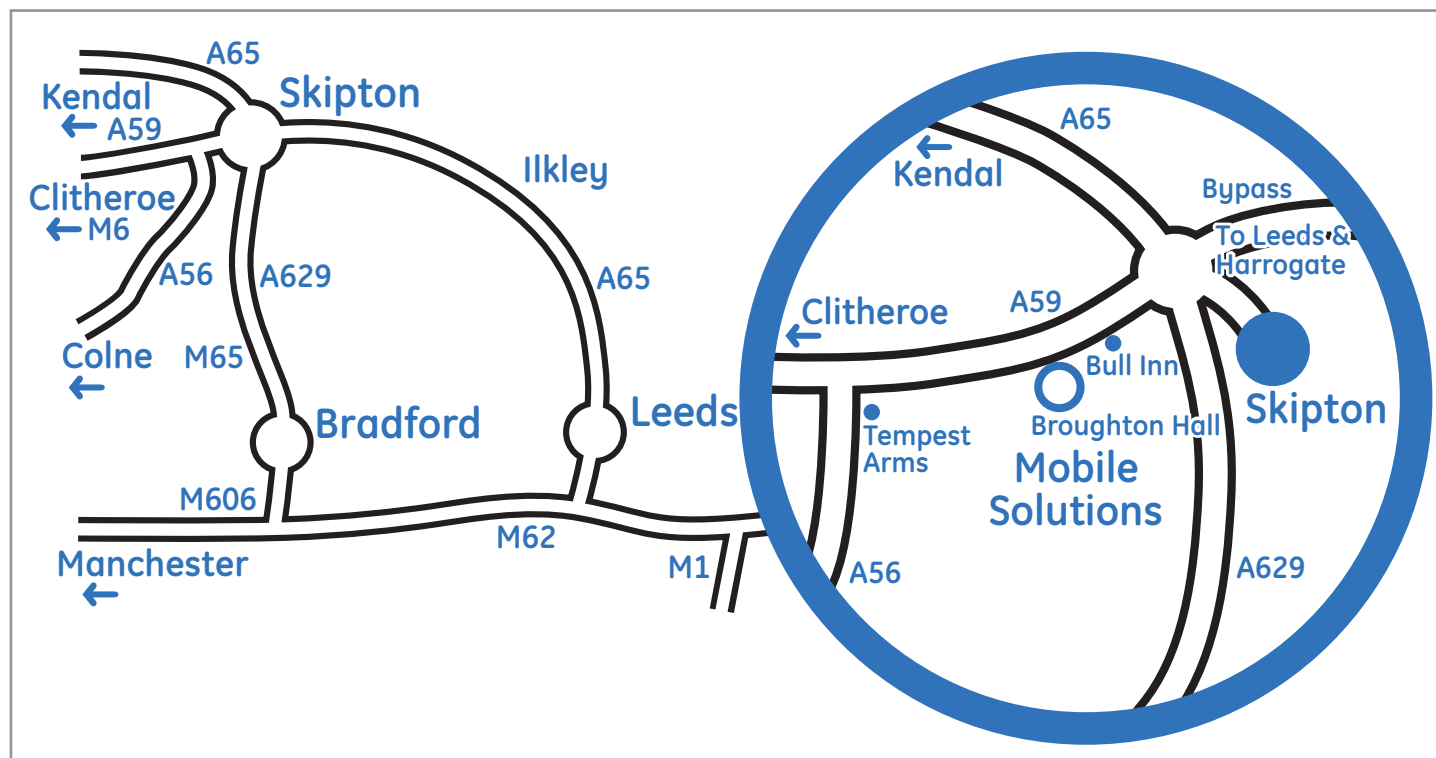 A65
Skipton
Kendal
A59
Ilkley
Clitheroe
M6
A56
A629
A65
Colne
M65
Bradford
Leeds
M606
M62
Manchester
M1
A65
Kendal
Bypass
To Leeds &
Harrogate
A59
Clitheroe
Bull Inn
Skipton
Broughton Hall
Tempest
Arms
Mobile
Solutions
A56
A629